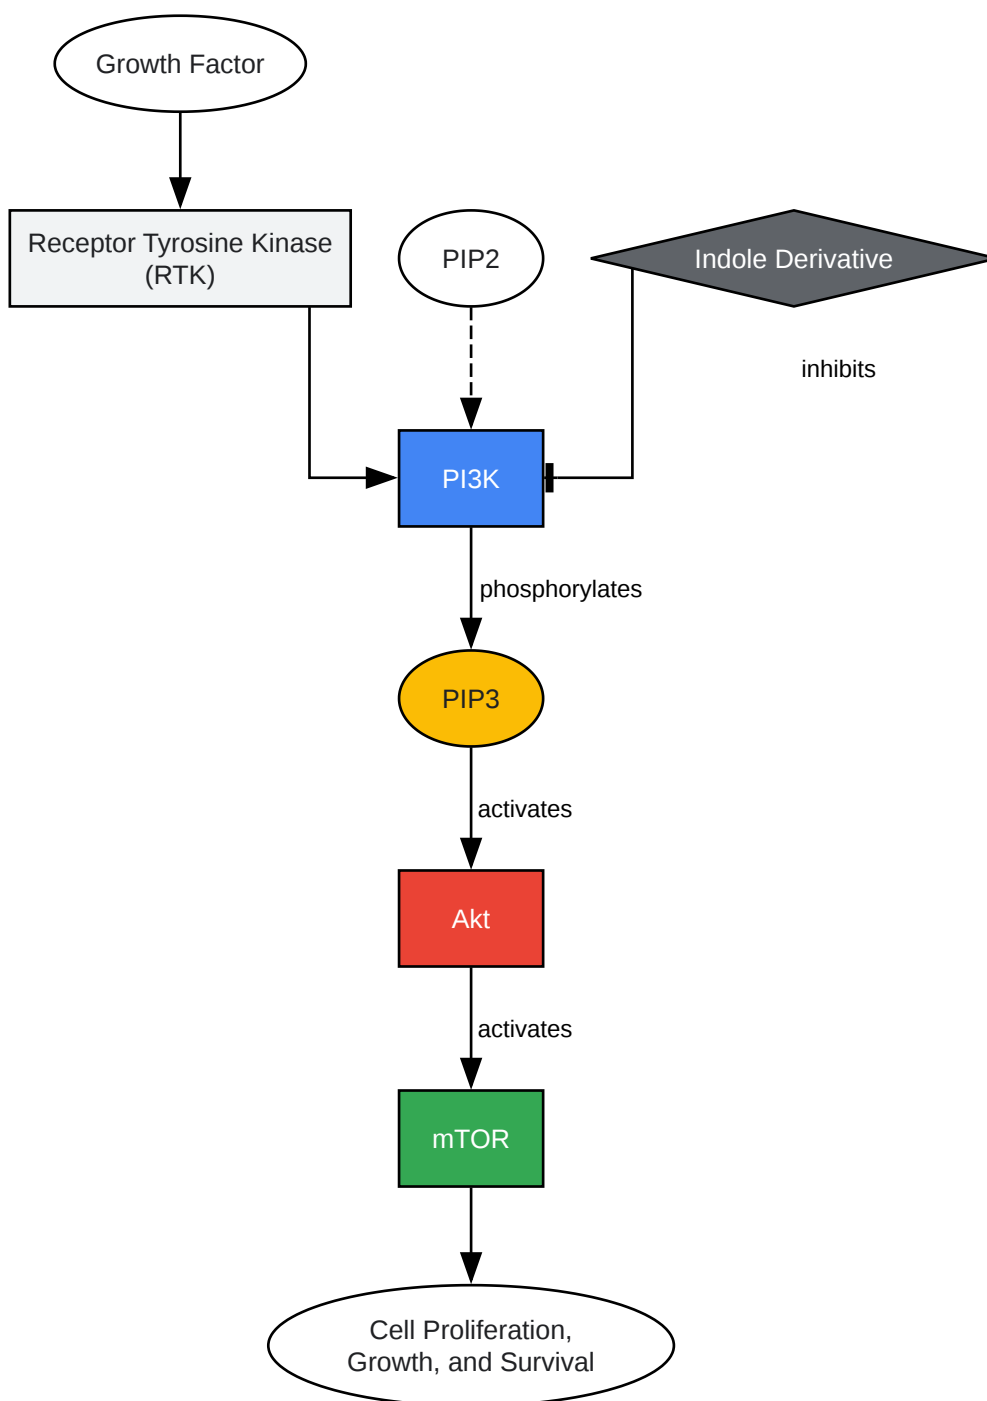 Growth Factor
Receptor Tyrosine Kinase
(RTK)
PIP2
Indole Derivative
inhibits
PI3K
phosphorylates
PIP3
activates
Akt
activates
mTOR
Cell Proliferation,
Growth, and Survival